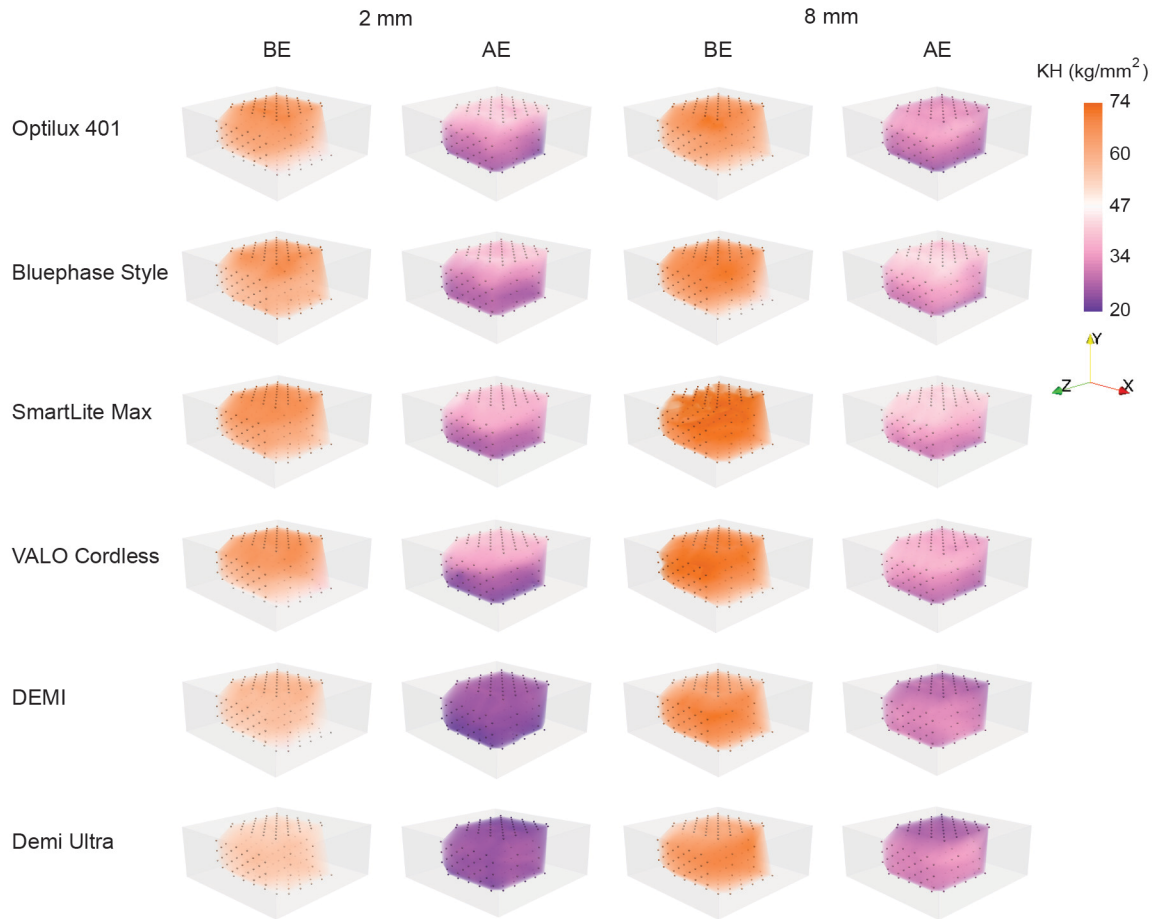 2 mm 8 mm
BE AE BE AE
KH (kg/mm²)
Optilux 401
74
60
47
34
20
Bluephase Style
Y
Z X
SmartLite Max
VALO Cordless
DEMI
Demi Ultra